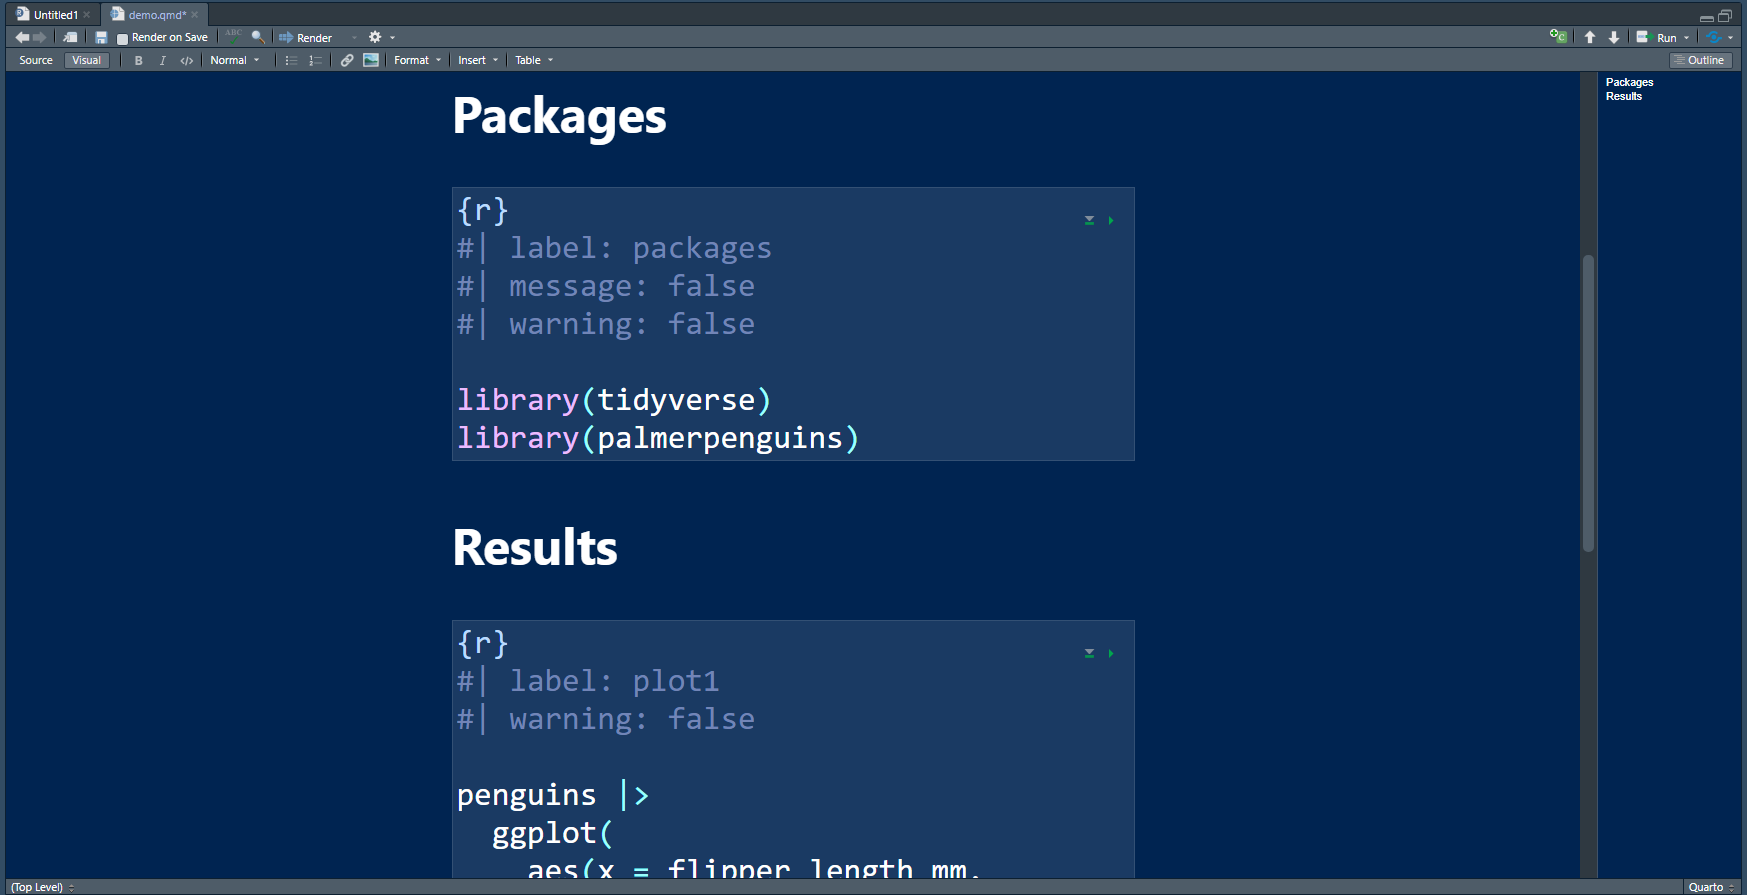 Untitled1
demo.qmd*
Render on Save
ABC
Render
Run
Source
Visual
B
I
</>
Normal
Format
Insert
Table
Outline
Packages
Results
Packages
{r}
#| label: packages
#| message: false
#| warning: false
library(tidyverse)
library(palmerpenguins)
Results
{r}
#| label: plot1
#| warning: false
penguins |>
ggplot(
aes(x = flipper_length_mm,
(Top Level)
Quarto